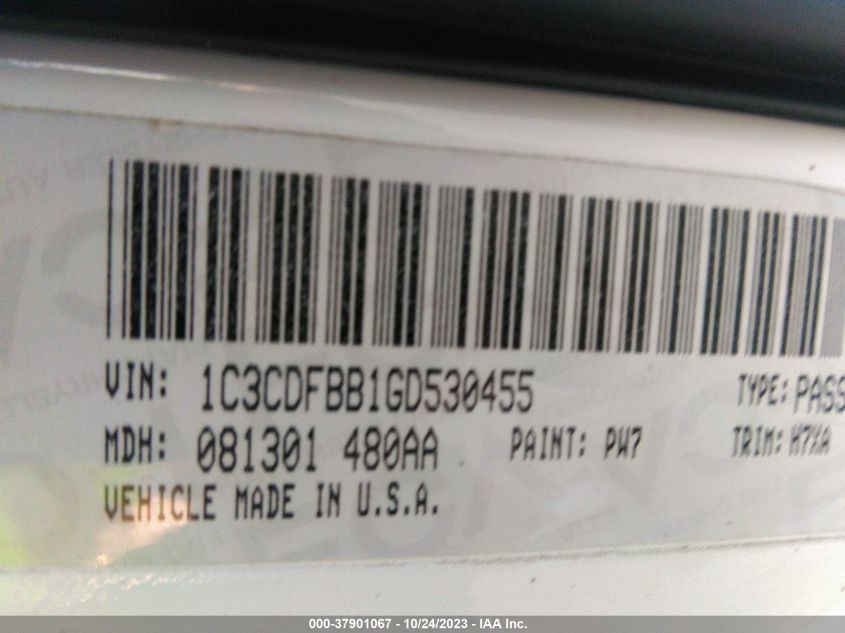 VIN: 1C3CDFBB1GD530455 TYPE: PASS
MDH: 081301 480AA PAINT: PW7 TRIM: H7XA
VEHICLE MADE IN U.S.A.
000-37901067 - 10/24/2023 - IAA Inc.